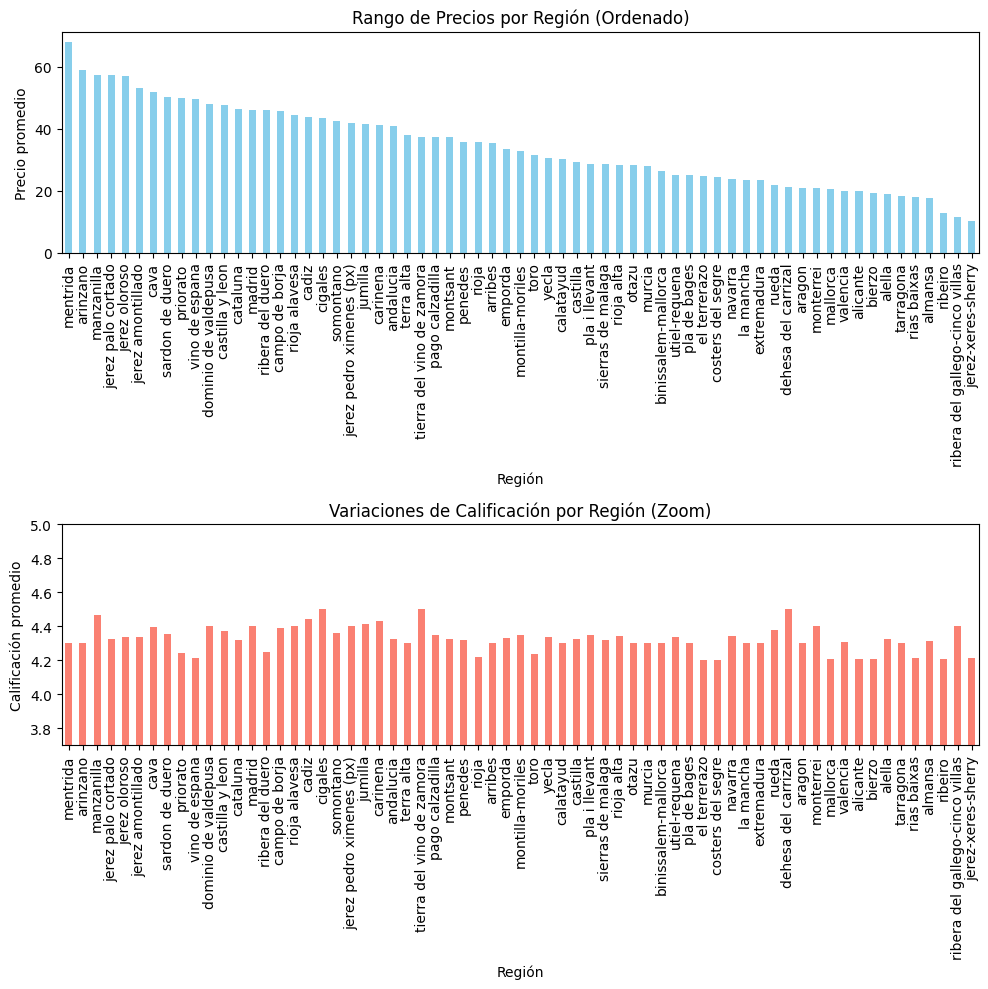 Rango de Precios por Región (Ordenado)
Precio promedio
60
40
20
0
mentrida
arinzano
manzanilla
jerez palo cortado
jerez oloroso
jerez amontillado
cava
sardon de duero
priorato
vino de espana
dominio de valdepusa
castilla y leon
cataluna
madrid
ribera del duero
campo de borja
rioja alavesa
cadiz
cigales
somontano
jerez pedro ximenes (px)
jumilla
carinena
andalucia
terra alta
tierra del vino de zamora
pago calzadilla
montsant
penedes
rioja
arribes
emporda
montilla-moriles
toro
yecla
calatayud
castilla
pla i llevant
sierras de malaga
rioja alta
otazu
murcia
binissalem-mallorca
utiel-requena
pla de bages
el terrerazo
costers del segre
navarra
la mancha
extremadura
rueda
dehesa del carrizal
aragon
monterrei
mallorca
valencia
alicante
bierzo
alella
tarragona
rias baixas
almansa
ribeiro
ribera del gallego-cinco villas
jerez-xeres-sherry
Región
Variaciones de Calificación por Región (Zoom)
Calificación promedio
5.0
4.8
4.6
4.4
4.2
4.0
3.8
mentrida
arinzano
manzanilla
jerez palo cortado
jerez oloroso
jerez amontillado
cava
sardon de duero
priorato
vino de espana
dominio de valdepusa
castilla y leon
cataluna
madrid
ribera del duero
campo de borja
rioja alavesa
cadiz
cigales
somontano
jerez pedro ximenes (px)
jumilla
carinena
andalucia
terra alta
tierra del vino de zamora
pago calzadilla
montsant
penedes
rioja
arribes
emporda
montilla-moriles
toro
yecla
calatayud
castilla
pla i llevant
sierras de malaga
rioja alta
otazu
murcia
binissalem-mallorca
utiel-requena
pla de bages
el terrerazo
costers del segre
navarra
la mancha
extremadura
rueda
dehesa del carrizal
aragon
monterrei
mallorca
valencia
alicante
bierzo
alella
tarragona
rias baixas
almansa
ribeiro
ribera del gallego-cinco villas
jerez-xeres-sherry
Región